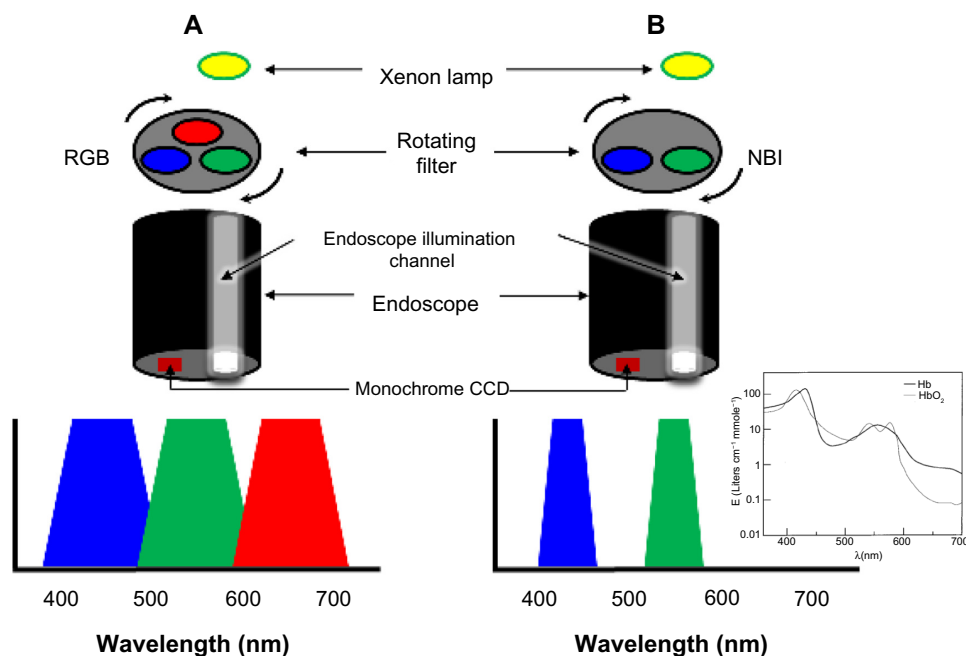 A
B
Xenon lamp
RGB
Rotating
filter
NBI
Endoscope illumination
channel
Endoscope
Monochrome CCD
Hb
HbO₂
E (Liters cm⁻¹ mmole⁻¹)
100
10
1
0.1
0.01
400 500 600 700
λ(nm)
400 500 600 700
Wavelength (nm)
400 500 600 700
Wavelength (nm)